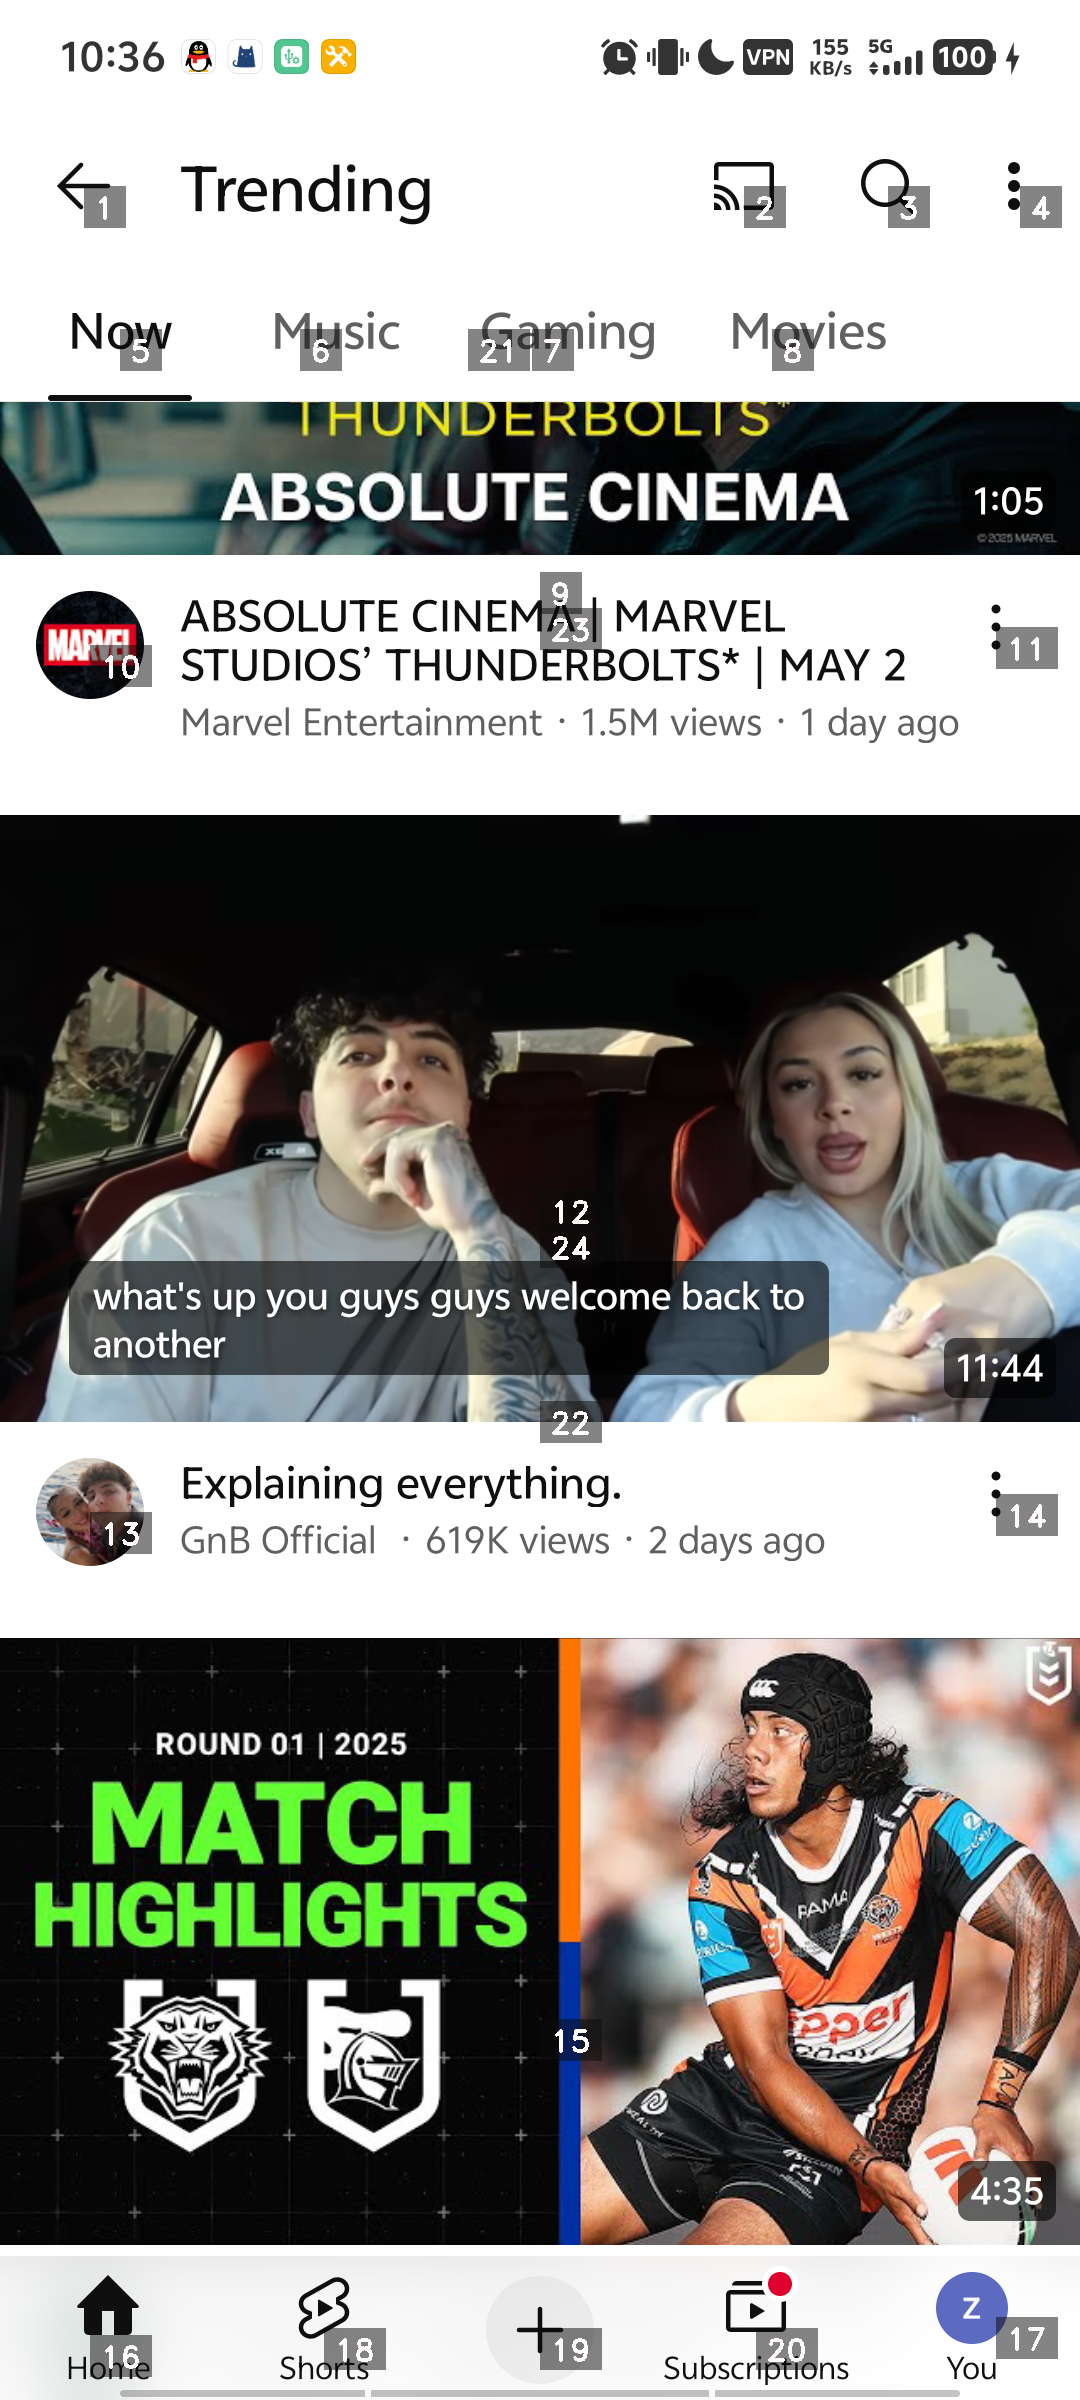 10:36
VPN
155 KB/s
5G
100
Trending
1
2
3
4
Now
Music
Gaming
Movies
5
6
21
7
8
THUNDERBOLTS*
ABSOLUTE CINEMA
1:05
© 2025 MARVEL
9
ABSOLUTE CINEMA | MARVEL
23
STUDIOS’ THUNDERBOLTS* | MAY 2
MARVEL
10
11
Marvel Entertainment · 1.5M views · 1 day ago
12
24
what's up you guys guys welcome back to
another
11:44
22
Explaining everything.
13
14
GnB Official · 619K views · 2 days ago
ROUND 01 | 2025
MATCH
HIGHLIGHTS
15
4:35
Z
16
18
19
20
17
Home
Shorts
Subscriptions
You